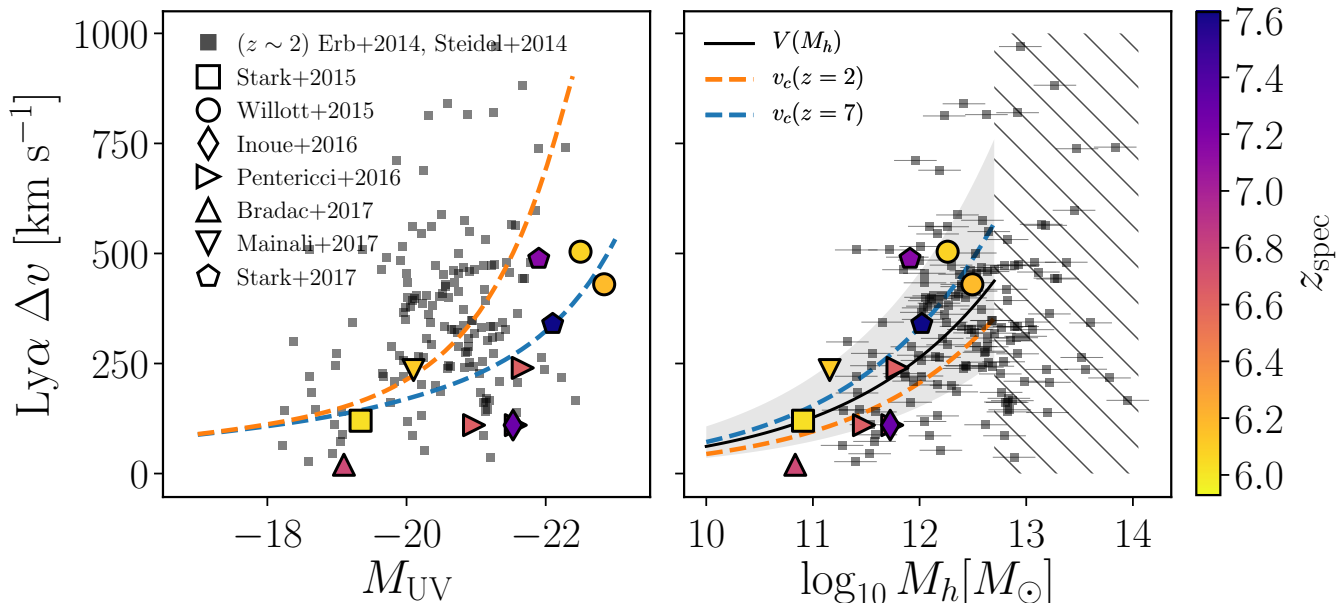 Lyα Δv [km s⁻¹]
1000
750
500
250
0
(z ∼ 2) Erb+2014, Steidel+2014
Stark+2015
Willott+2015
Inoue+2016
Pentericci+2016
Bradac+2017
Mainali+2017
Stark+2017
−18
−20
−22
M_UV
V(M_h)
v_c(z = 2)
v_c(z = 7)
10
11
12
13
14
log₁₀ M_h[M_⊙]
7.6
7.4
7.2
7.0
6.8
6.6
6.4
6.2
6.0
z_spec